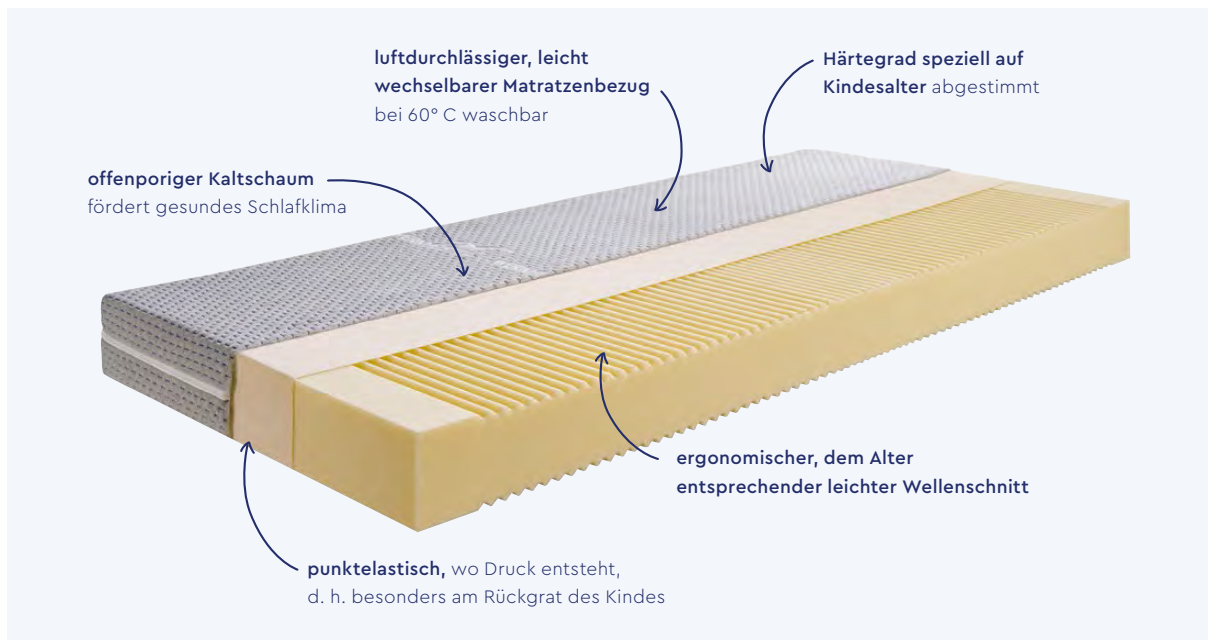 luftdurchlässiger, leicht
wechselbarer Matratzenbezug
bei 60° C waschbar
Härtegrad speziell auf
Kindesalter abgestimmt
offenporiger Kaltschaum
fördert gesundes Schlafklima
ergonomischer, dem Alter
entsprechender leichter Wellenschnitt
punktelastisch, wo Druck entsteht,
d. h. besonders am Rückgrat des Kindes